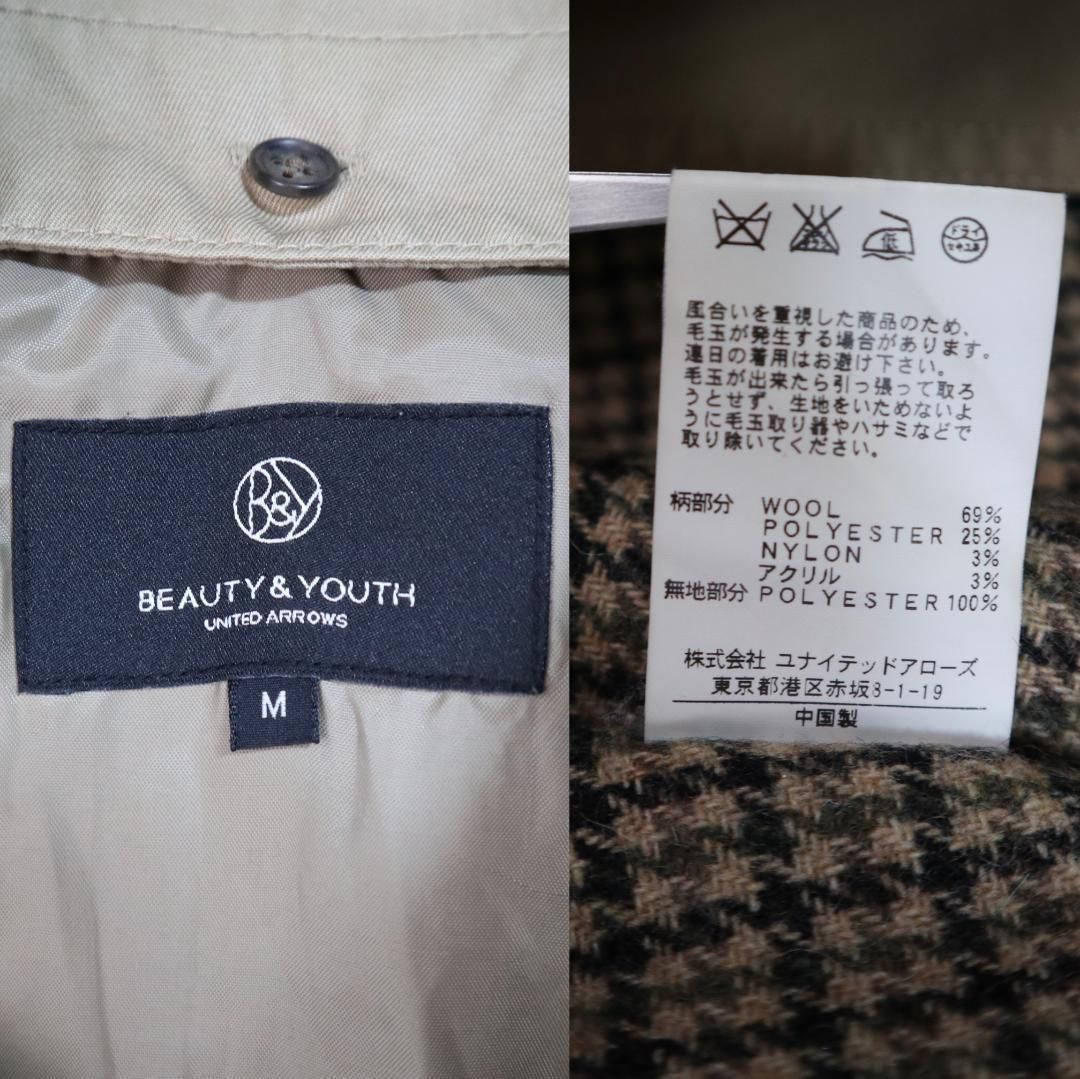 B&Y
BEAUTY & YOUTH
UNITED ARROWS
M
低
ドライ
セキユ系
風合いを重視した商品のため、
毛玉が発生する場合があります。
連日の着用はお避け下さい。
毛玉が出来たら引っ張って取ろ
うとせず、生地をいためないよ
うに毛玉取り器やハサミなどで
取り除いてください。
柄部分 WOOL 69%
POLYESTER 25%
NYLON 3%
アクリル 3%
無地部分 POLYESTER 100%
株式会社 ユナイテッドアローズ
東京都港区赤坂8-1-19
中国製